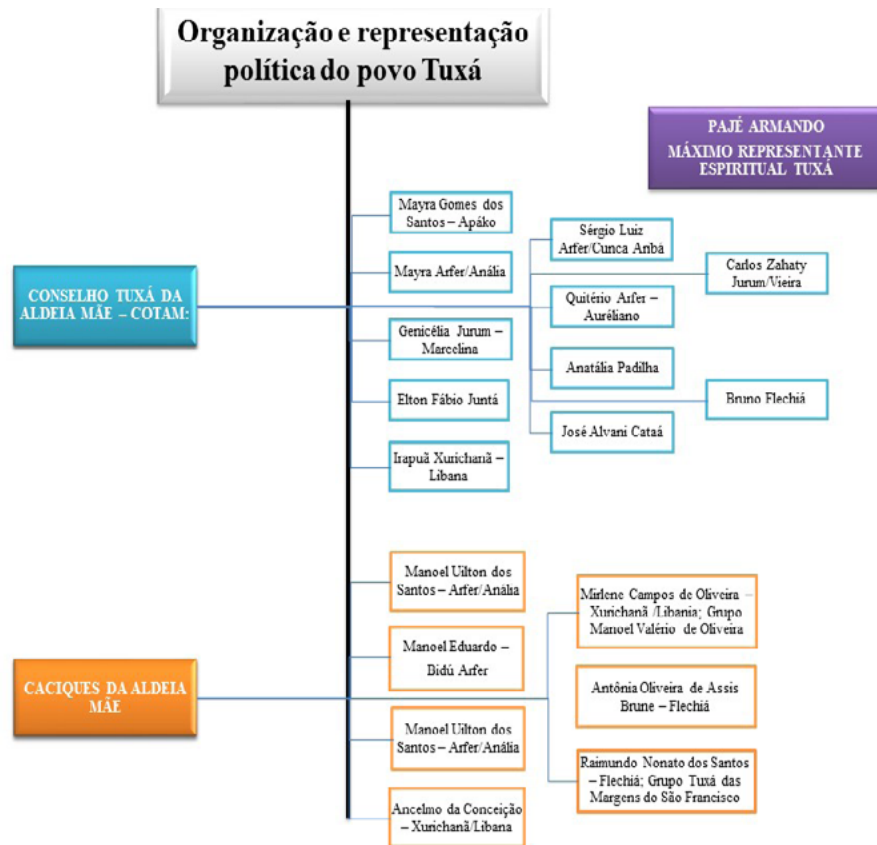 Organização e representação
política do povo Tuxá
PAJÉ ARMANDO
MÁXIMO REPRESENTANTE
ESPIRITUAL TUXÁ
CONSELHO TUXÁ DA
ALDEIA MÃE – COTAM:
Mayra Gomes dos
Santos – Apáko
Mayra Arfer/Anália
Genicélia Jurum –
Marcelina
Elton Fábio Juntá
Irapuã Xurichanã –
Libana
Sérgio Luiz
Arfer/Cunca Aribá
Quitério Arfer –
Auréliano
Anatália Padilha
José Alvani Cataá
Carlos Zahaty
Jurum/Vieira
Bruno Flechiá
CACIQUES DA ALDEIA
MÃE
Manoel Uilton dos
Santos – Arfer/Anália
Manoel Eduardo –
Bidú Arfer
Manoel Uilton dos
Santos – Arfer/Anália
Ancelmo da Conceição
– Xurichanã/Libana
Mirlene Campos de Oliveira –
Xurichanã /Libania; Grupo
Manoel Valério de Oliveira
Antônia Oliveira de Assis
Brune – Flechiá
Raimundo Nonato dos Santos
– Flechiá; Grupo Tuxá das
Margens do São Francisco